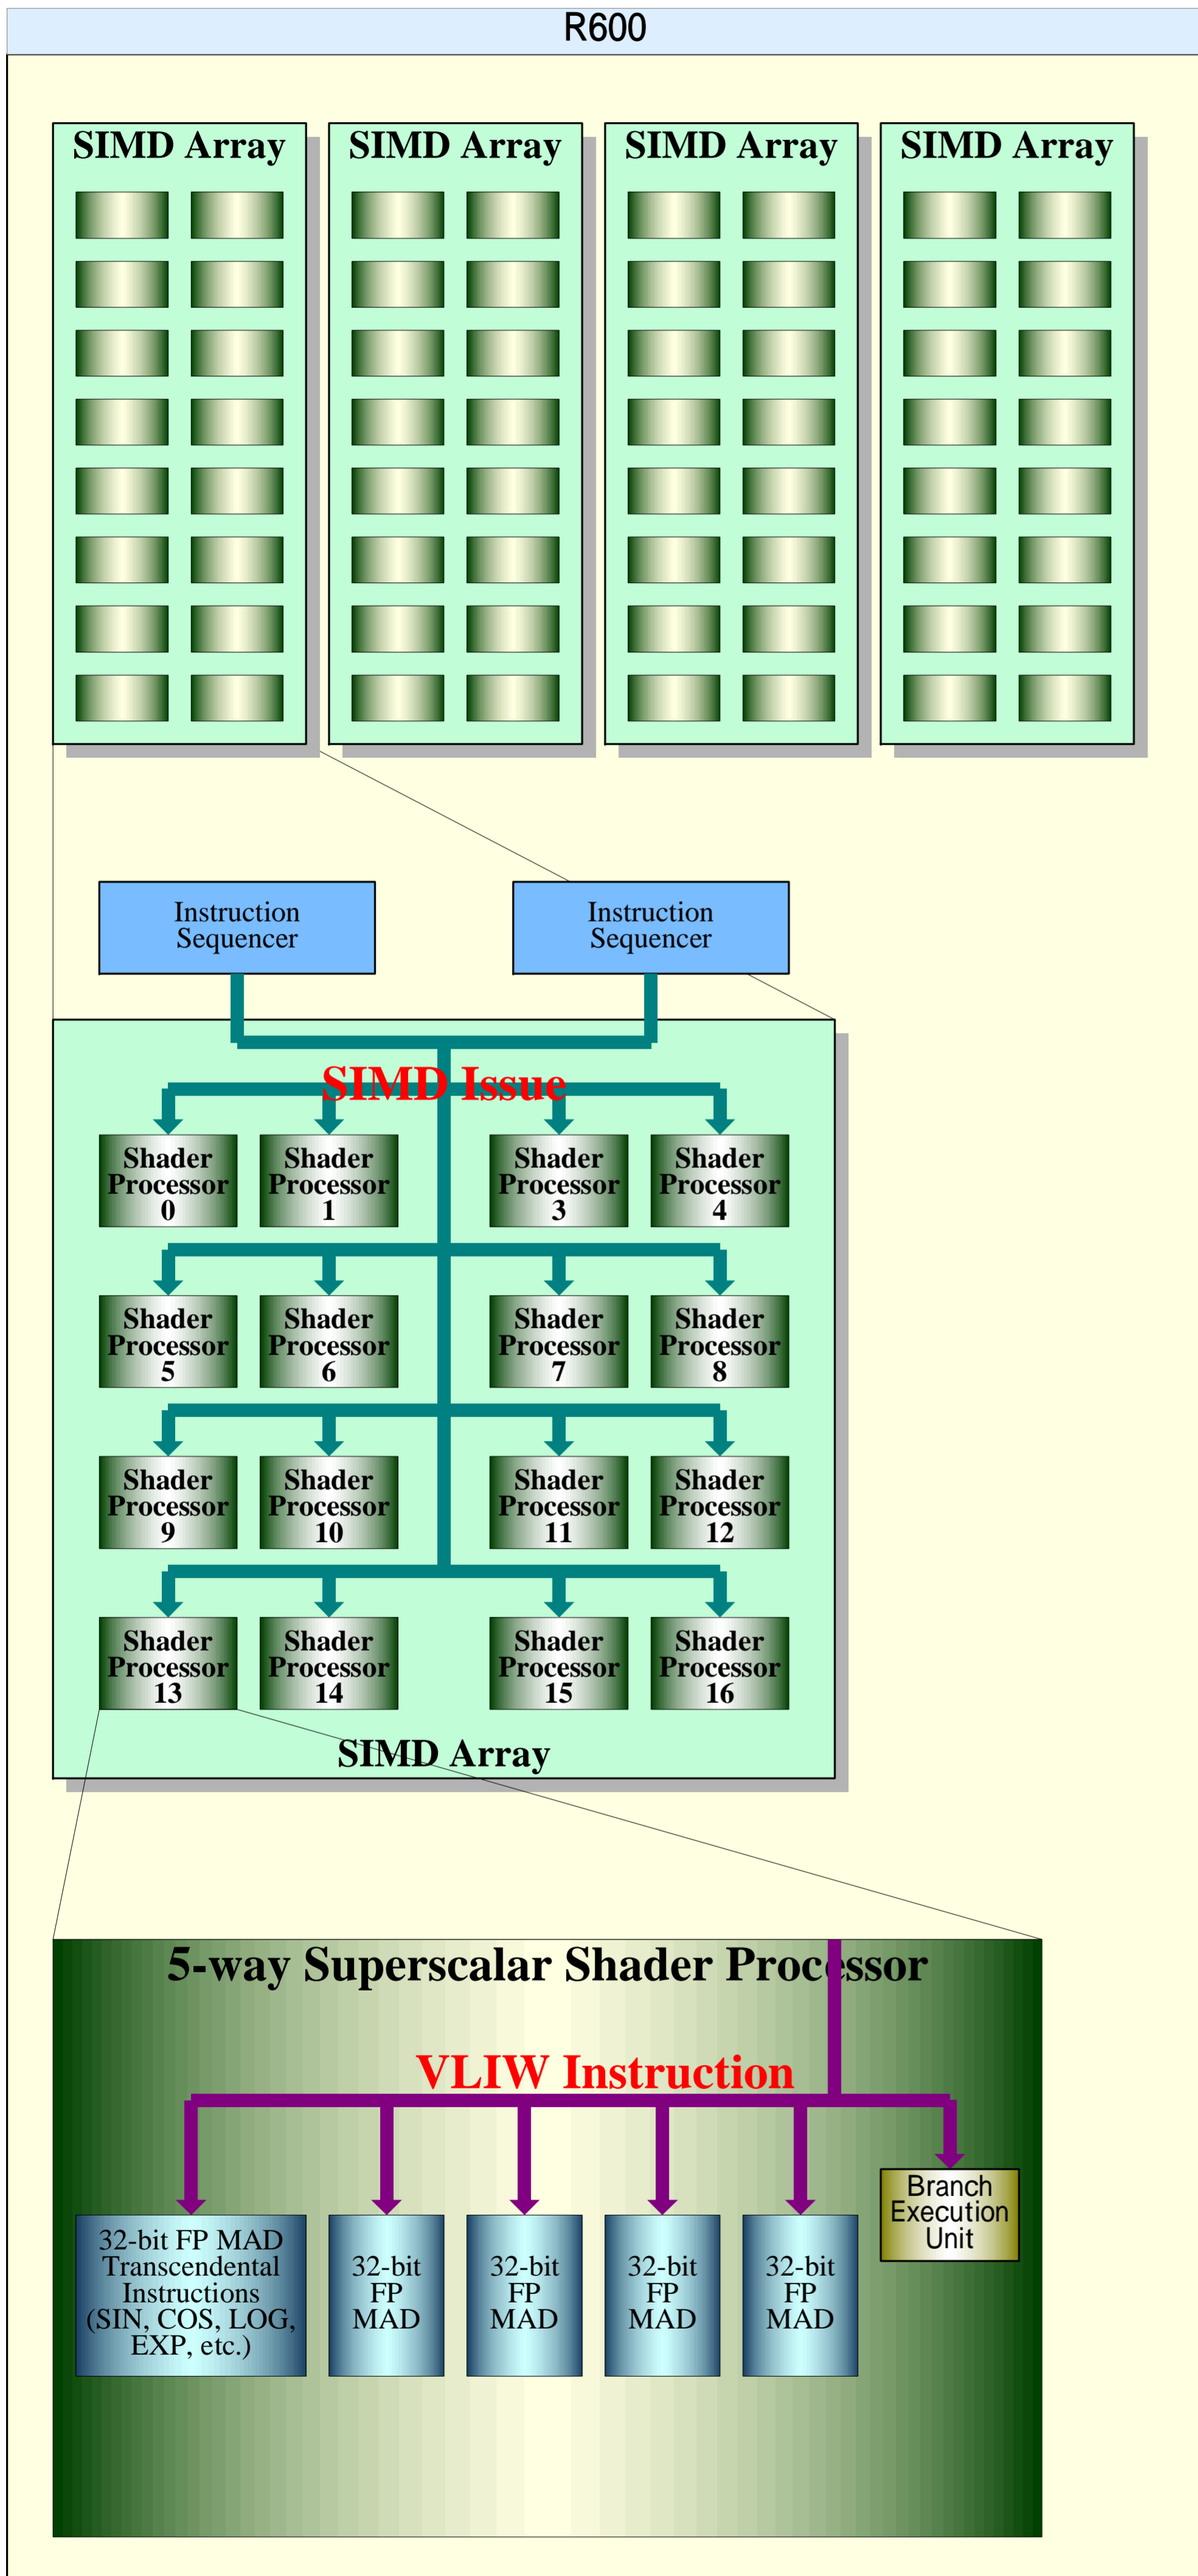 R600
SIMD Array
SIMD Array
SIMD Array
SIMD Array
Instruction
Sequencer
Instruction
Sequencer
SIMD Issue
Shader
Processor
0
Shader
Processor
1
Shader
Processor
3
Shader
Processor
4
Shader
Processor
5
Shader
Processor
6
Shader
Processor
7
Shader
Processor
8
Shader
Processor
9
Shader
Processor
10
Shader
Processor
11
Shader
Processor
12
Shader
Processor
13
Shader
Processor
14
Shader
Processor
15
Shader
Processor
16
SIMD Array
5-way Superscalar Shader Processor
VLIW Instruction
32-bit FP MAD
Transcendental
Instructions
(SIN, COS, LOG,
EXP, etc.)
32-bit
FP
MAD
32-bit
FP
MAD
32-bit
FP
MAD
32-bit
FP
MAD
Branch
Execution
Unit